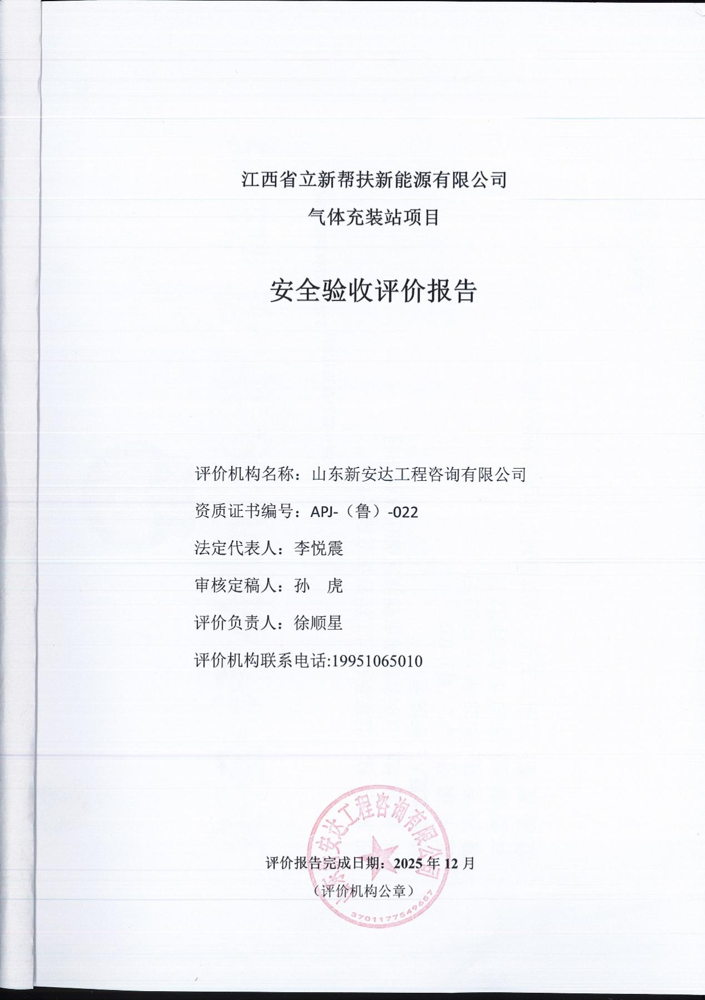 江西省立新帮扶新能源有限公司
气体充装站项目
安全验收评价报告
评价机构名称：山东新安达工程咨询有限公司
资质证书编号：APJ-（鲁）-022
法定代表人：李悦震
审核定稿人：孙　虎
评价负责人：徐顺星
评价机构联系电话:19951065010
山东新安达工程咨询有限公司
评价报告完成日期：2025 年 12 月
（评价机构公章）
3701177549657